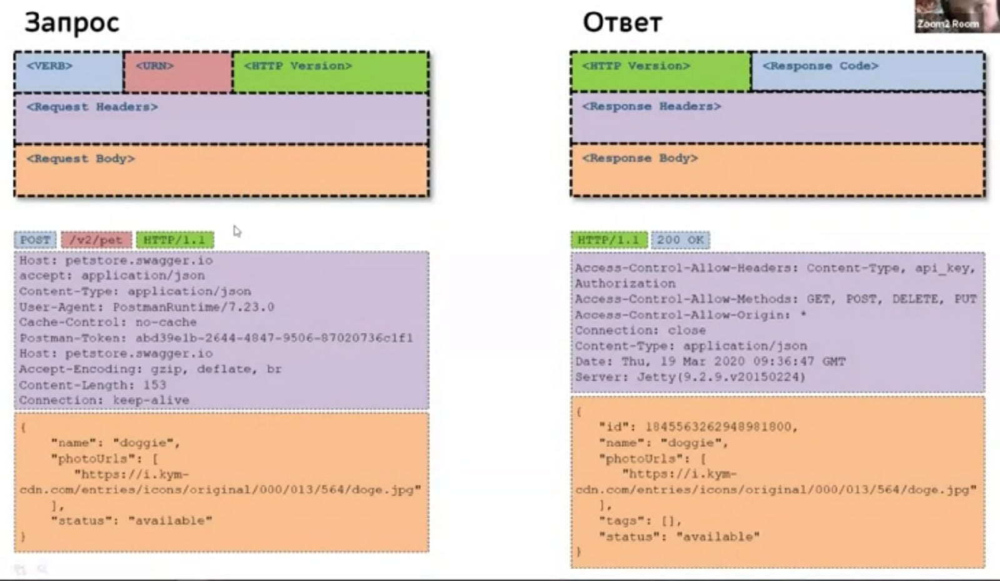 Запрос
<VERB> <URN> <HTTP Version>
<Request Headers>
<Request Body>
POST /v2/pet HTTP/1.1
Host: petstore.swagger.io
accept: application/json
Content-Type: application/json
User-Agent: PostmanRuntime/7.23.0
Cache-Control: no-cache
Postman-Token: abd39e1b-2644-4847-9506-87020736c1f1
Host: petstore.swagger.io
Accept-Encoding: gzip, deflate, br
Content-Length: 153
Connection: keep-alive
{
"name": "doggie",
"photoUrls": [
"https://i.kym-
cdn.com/entries/icons/original/000/013/564/doge.jpg"
],
"status": "available"
}
Ответ
Zoom2 Room
<HTTP Version> <Response Code>
<Response Headers>
<Response Body>
HTTP/1.1 200 OK
Access-Control-Allow-Headers: Content-Type, api_key,
Authorization
Access-Control-Allow-Methods: GET, POST, DELETE, PUT
Access-Control-Allow-Origin: *
Connection: close
Content-Type: application/json
Date: Thu, 19 Mar 2020 09:36:47 GMT
Server: Jetty(9.2.9.v20150224)
{
"id": 18455632629489818​00,
"name": "doggie",
"photoUrls": [
"https://i.kym-
cdn.com/entries/icons/original/000/013/564/doge.jpg"
],
"tags": [],
"status": "available"
}